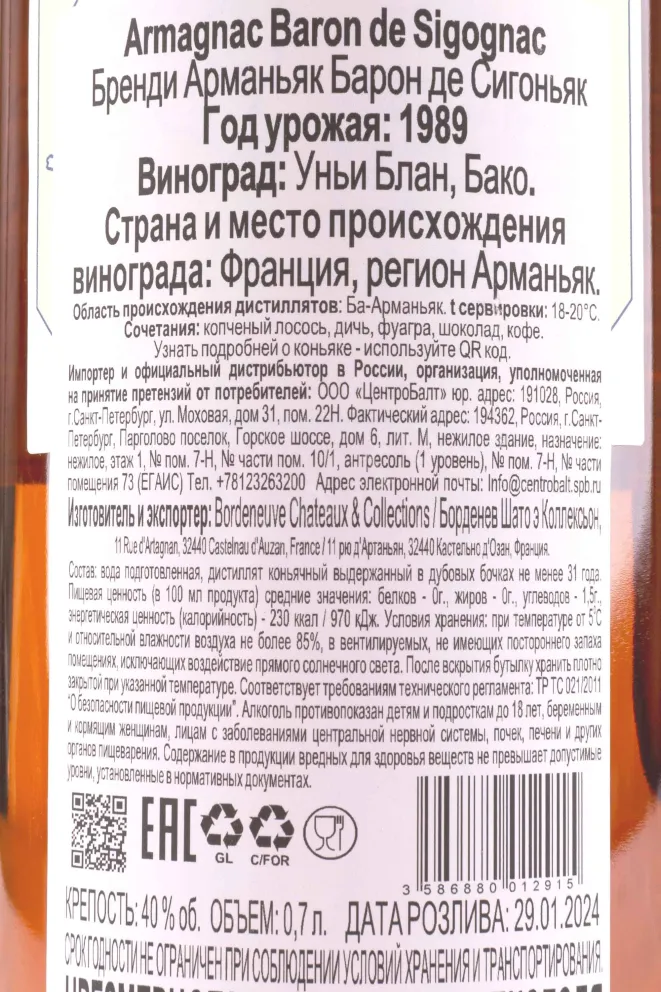 Armagnac Baron de Sigognac
Бренди Арманьяк Барон де Сигоньяк
Год урожая: 1989
Виноград: Уньи Блан, Бако.
Страна и место происхождения
винограда: Франция, регион Арманьяк.
Область происхождения дистиллятов: Ба-Арманьяк. t сервировки: 18-20°C.
Сочетания: копченый лосось, дичь, фуагра, шоколад, кофе.
Узнать подробней о коньяке - используйте QR код.
Импортер и официальный дистрибьютор в России, организация, уполномоченная
на принятие претензий от потребителей: ООО «ЦентроБалт» юр. адрес: 191028, Россия,
г.Санкт-Петербург, ул. Моховая, дом 31, пом. 22Н. Фактический адрес: 194362, Россия, г.Санкт-
Петербург, Парголово поселок, Горское шоссе, дом 6, лит. М, нежилое здание, назначение:
нежилое, этаж 1, № пом. 7-Н, № части пом. 10/1, антресоль (1 уровень), № пом. 7-Н, № части
помещения 73 (ЕГАИС) Тел. +78123263200 Адрес электронной почты: Info@centrobalt.spb.ru
Изготовитель и экспортер: Bordeneuve Chateaux & Collections / Борденев Шато э Коллексьон,
11 Rue d'Artagnan, 32440 Castelnau d'Auzan, France / 11 рю д'Артаньян, 32440 Кастельно д'Озан, Франция.
Состав: вода подготовленная, дистиллят коньячный выдержанный в дубовых бочках не менее 31 года.
Пищевая ценность (в 100 мл продукта) средние значения: белков - 0г., жиров - 0г., углеводов - 1,5г.,
энергетическая ценность (калорийность) - 230 ккал / 970 кДж. Условия хранения: при температуре от 5°C
и относительной влажности воздуха не более 85%, в вентилируемых, не имеющих постороннего запаха
помещениях, исключающих воздействие прямого солнечного света. После вскрытия бутылку хранить плотно
закрытой при указанной температуре. Соответствует требованиям технического регламента: ТР ТС 021/2011
"О безопасности пищевой продукции". Алкоголь противопоказан детям и подросткам до 18 лет, беременным
и кормящим женщинам, лицам с заболеваниями центральной нервной системы, почек, печени и других
органов пищеварения. Содержание в продукции вредных для здоровья веществ не превышает допустимые
уровни, установленные в нормативных документах.
EAC GL C/FOR
3 586880 012915
КРЕПОСТЬ: 40 % об. ОБЪЕМ: 0,7 л. ДАТА РОЗЛИВА: 29.01.2024
СРОК ГОДНОСТИ НЕ ОГРАНИЧЕН ПРИ СОБЛЮДЕНИИ УСЛОВИЙ ХРАНЕНИЯ И ТРАНСПОРТИРОВАНИЯ.